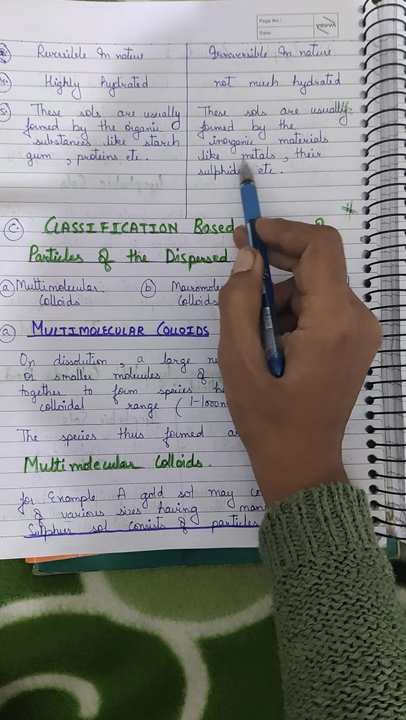 Page No.:
Date:
YOUVA
Reversible In nature
Irreversible In nature
4. Highly hydrated
not much hydrated
5. These sols are usually
formed by the organic
substances like starch
gum, proteins etc.
These sols are usually
formed by the
inorganic materials
like metals, their
sulphides etc.
C. CLASSIFICATION Based
Particles of the Dispersed
a Multimolecular
Colloids
b
Colloids
a MULTIMOLECULAR COLLOIDS
On dissolution, a large
or smaller molecules of
together to form species
colloidal range (1-1000
The species thus formed
Multimolecular Colloids.
for Example A gold sol may
of various sizes having
Sulphur sol consists of particles